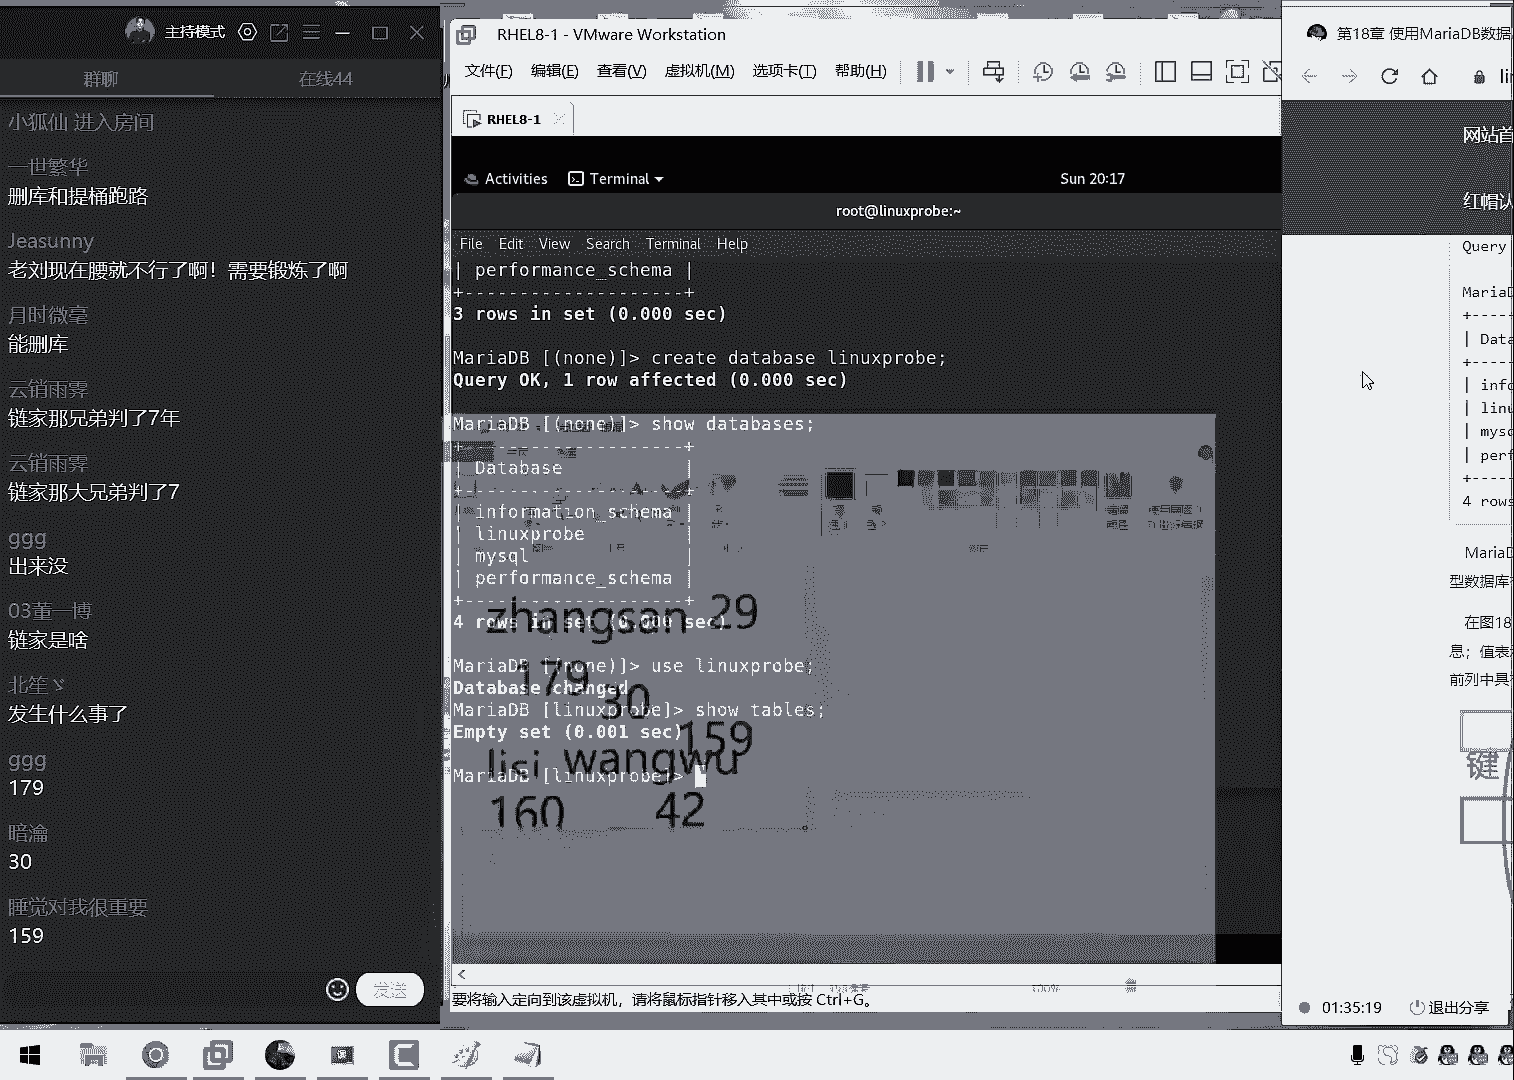 主持模式
群聊
在线44
小狐仙 进入房间
一世繁华
删库和提桶跑路
Jeasunny
老刘现在腰就不行了啊！需要锻炼了啊
月时微毫
能删库
云销雨霁
链家那兄弟判了7年
云销雨霁
链家那大兄弟判了7
ggg
出来没
03董一博
链家是啥
北笙ゞ
发生什么事了
ggg
179
暗瀹
30
睡觉对我很重要
159
发送
RHEL8-1 - VMware Workstation
文件(F) 编辑(E) 查看(V) 虚拟机(M) 选项卡(T) 帮助(H)
RHEL8-1
Activities Terminal Sun 20:17
root@linuxprobe:~
File Edit View Search Terminal Help
| performance_schema |
+--------------------+
3 rows in set (0.000 sec)
MariaDB [(none)]> create database linuxprobe;
Query OK, 1 row affected (0.000 sec)
MariaDB [(none)]> show databases;
+--------------------+
| Database |
+--------------------+
| information_schema |
| linuxprobe |
| mysql |
| performance_schema |
+--------------------+
4 rows in set (0.000 sec)
MariaDB [(none)]> use linuxprobe;
Database changed
MariaDB [linuxprobe]> show tables;
Empty set (0.001 sec)
MariaDB [linuxprobe]>
zhangsan 29
179
30
159
lisi wangwu
160 42
要将输入定向到该虚拟机，请将鼠标指针移入其中或按 Ctrl+G。
第18章 使用MariaDB数据
li
网站首
红帽认
Query
MariaD
+----
| Data
+----
| info
| linu
| mysq
| perf
+----
4 rows
MariaD
型数据库
在图18
息；值表
前列中具
键
01:35:19 退出分享